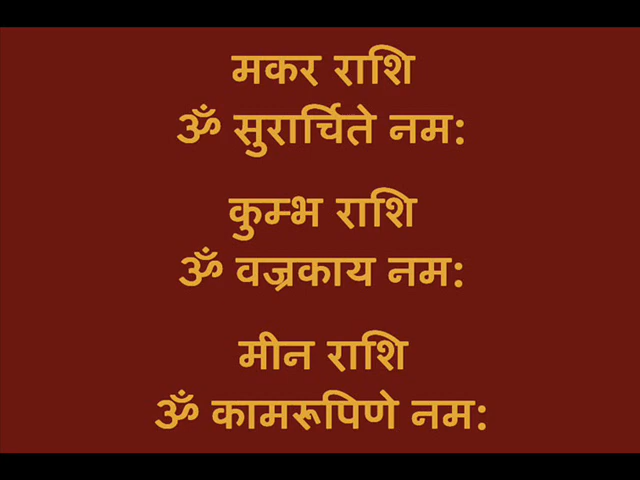 मकर राशि
ॐ सुरार्चिते नम:
कुम्भ राशि
ॐ वज्रकाय नम:
मीन राशि
ॐ कामरूपिणे नम: